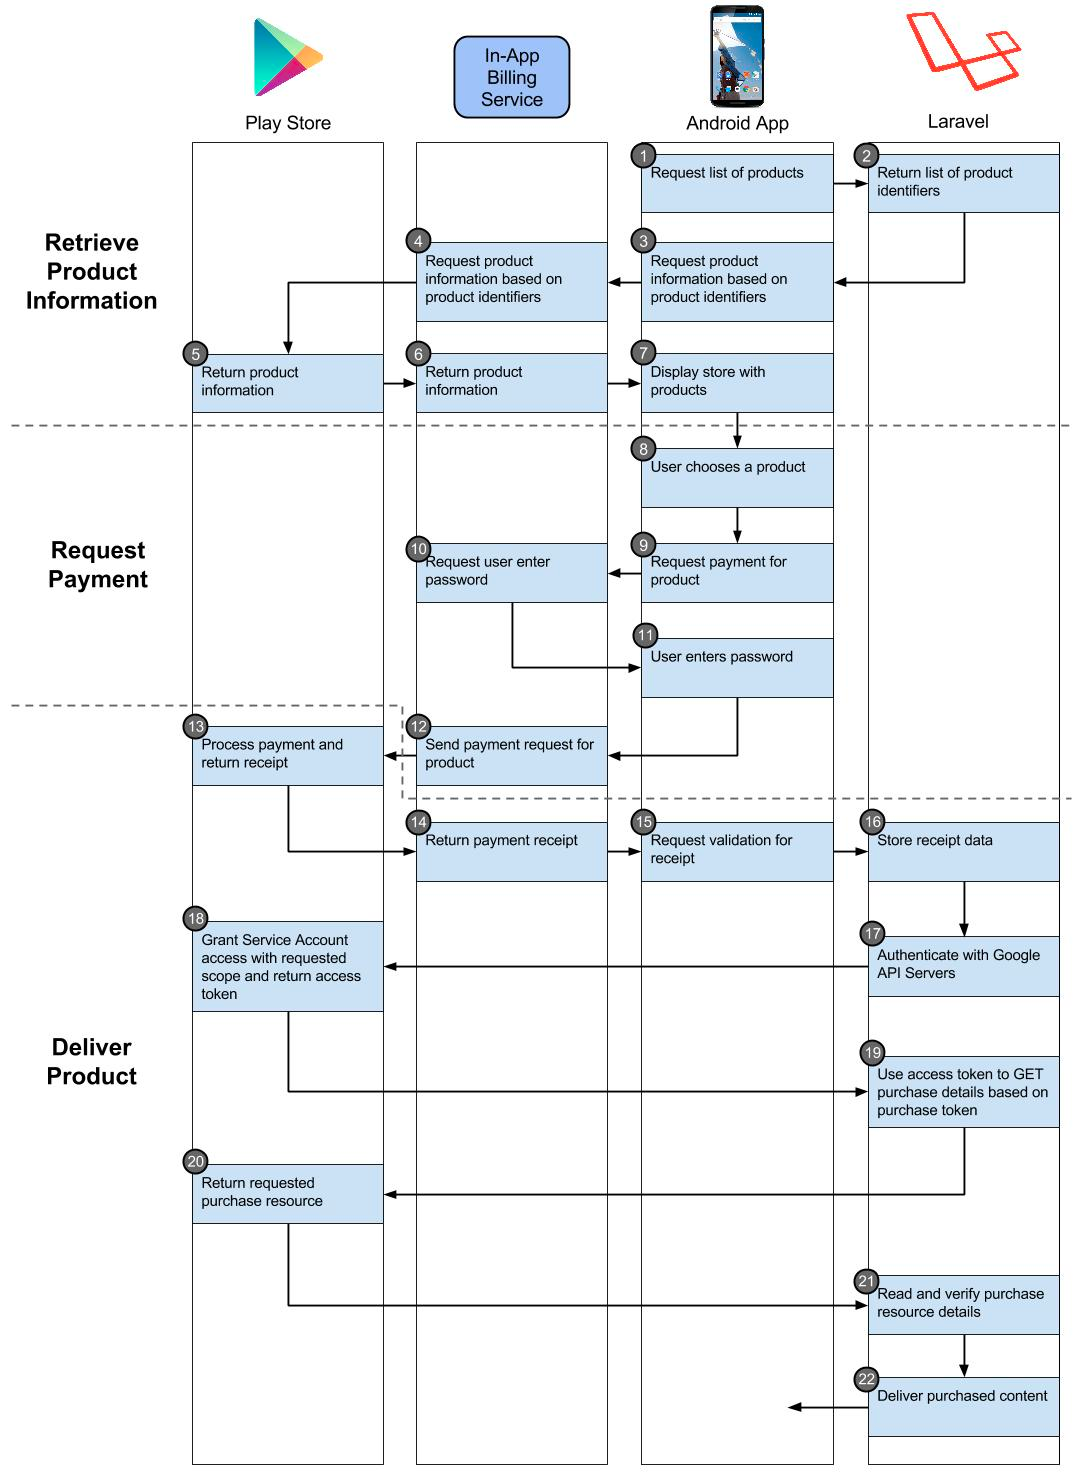 In-App
Billing
Service
Play Store
Android App
Laravel
Retrieve
Product
Information
1
Request list of products
2
Return list of product
identifiers
3
Request product
information based on
product identifiers
4
Request product
information based on
product identifiers
5
Return product
information
6
Return product
information
7
Display store with
products
Request
Payment
8
User chooses a product
9
Request payment for
product
10
Request user enter
password
11
User enters password
12
Send payment request for
product
13
Process payment and
return receipt
Deliver
Product
14
Return payment receipt
15
Request validation for
receipt
16
Store receipt data
17
Authenticate with Google
API Servers
18
Grant Service Account
access with requested
scope and return access
token
19
Use access token to GET
purchase details based on
purchase token
20
Return requested
purchase resource
21
Read and verify purchase
resource details
22
Deliver purchased content